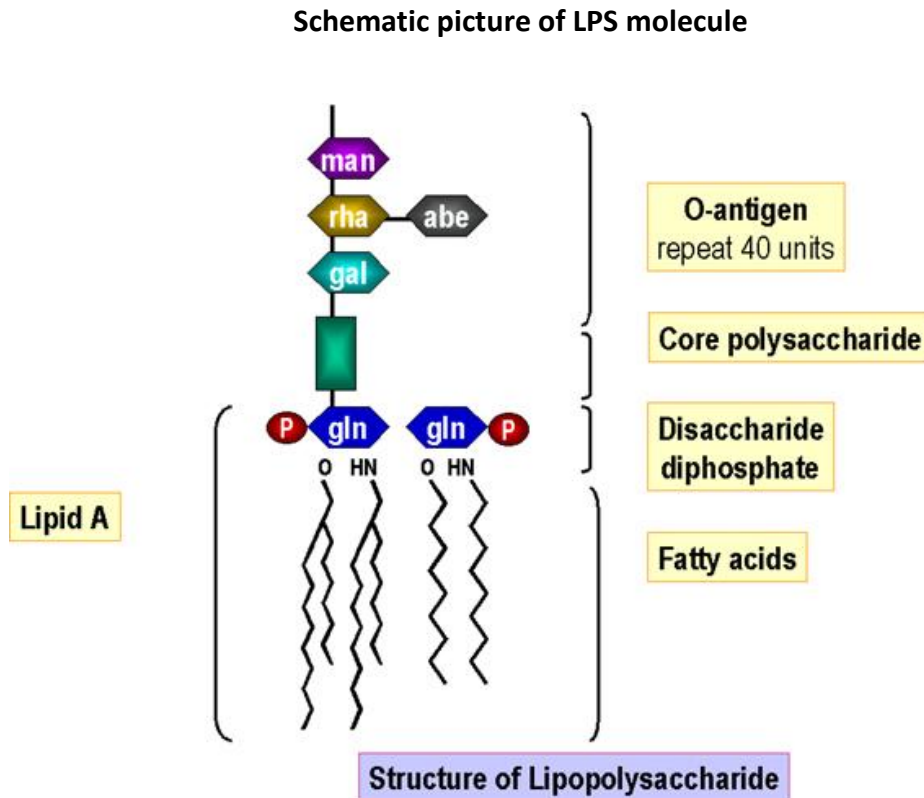 Schematic picture of LPS molecule
man
rha abe
gal
O-antigen
repeat 40 units
Core polysaccharide
P gln gln P
O HN O HN
Disaccharide
diphosphate
Lipid A
Fatty acids
Structure of Lipopolysaccharide